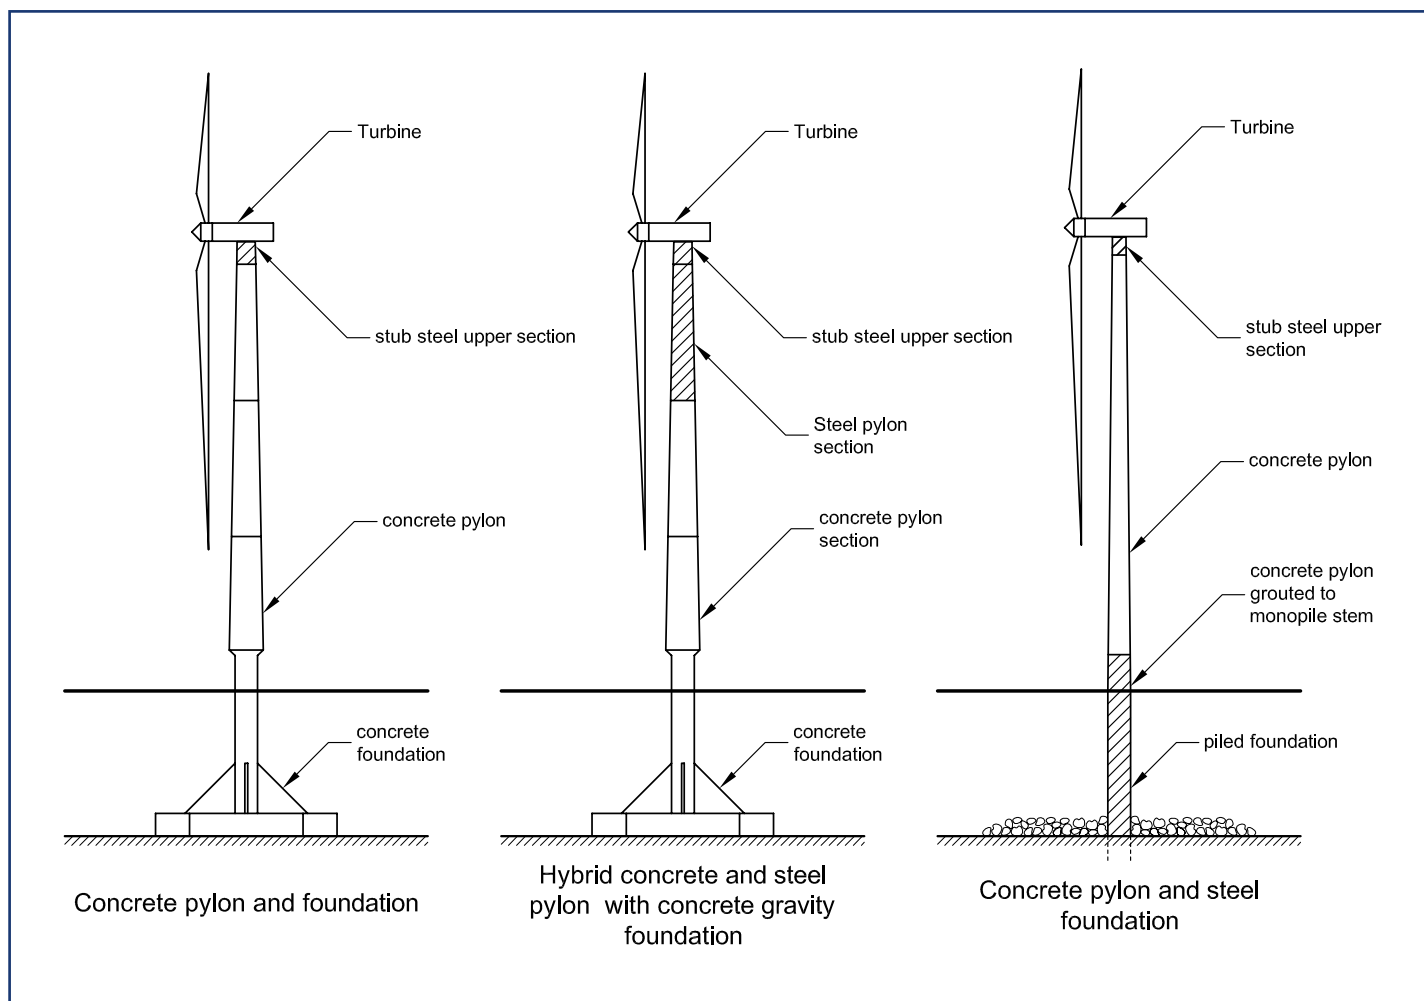 Turbine
stub steel upper section
concrete pylon
concrete
foundation
Concrete pylon and foundation
Turbine
stub steel upper section
Steel pylon
section
concrete pylon
section
concrete
foundation
Hybrid concrete and steel
pylon with concrete gravity
foundation
Turbine
stub steel upper
section
concrete pylon
concrete pylon
grouted to
monopile stem
piled foundation
Concrete pylon and steel
foundation